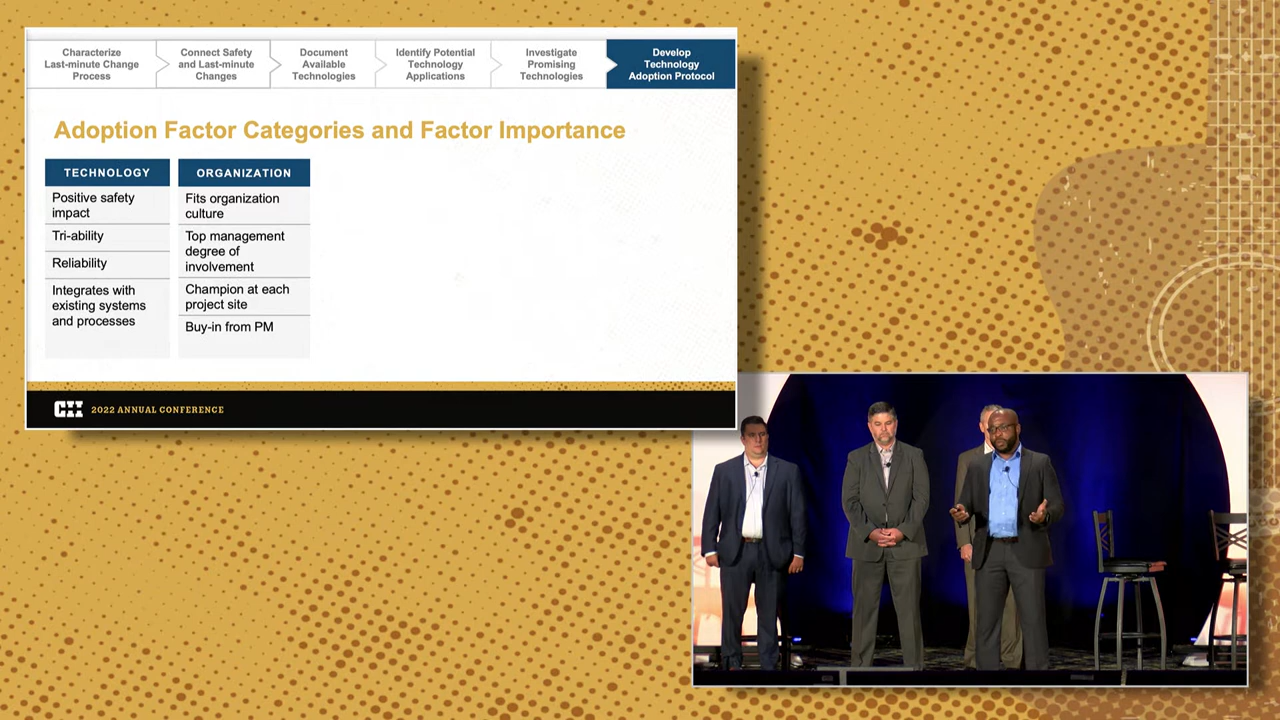 Characterize
Last-minute Change
Process
Connect Safety
and Last-minute
Changes
Document
Available
Technologies
Identify Potential
Technology
Applications
Investigate
Promising
Technologies
Develop
Technology
Adoption Protocol
Adoption Factor Categories and Factor Importance
TECHNOLOGY
Positive safety
impact
Tri-ability
Reliability
Integrates with
existing systems
and processes
ORGANIZATION
Fits organization
culture
Top management
degree of
involvement
Champion at each
project site
Buy-in from PM
CII 2022 ANNUAL CONFERENCE